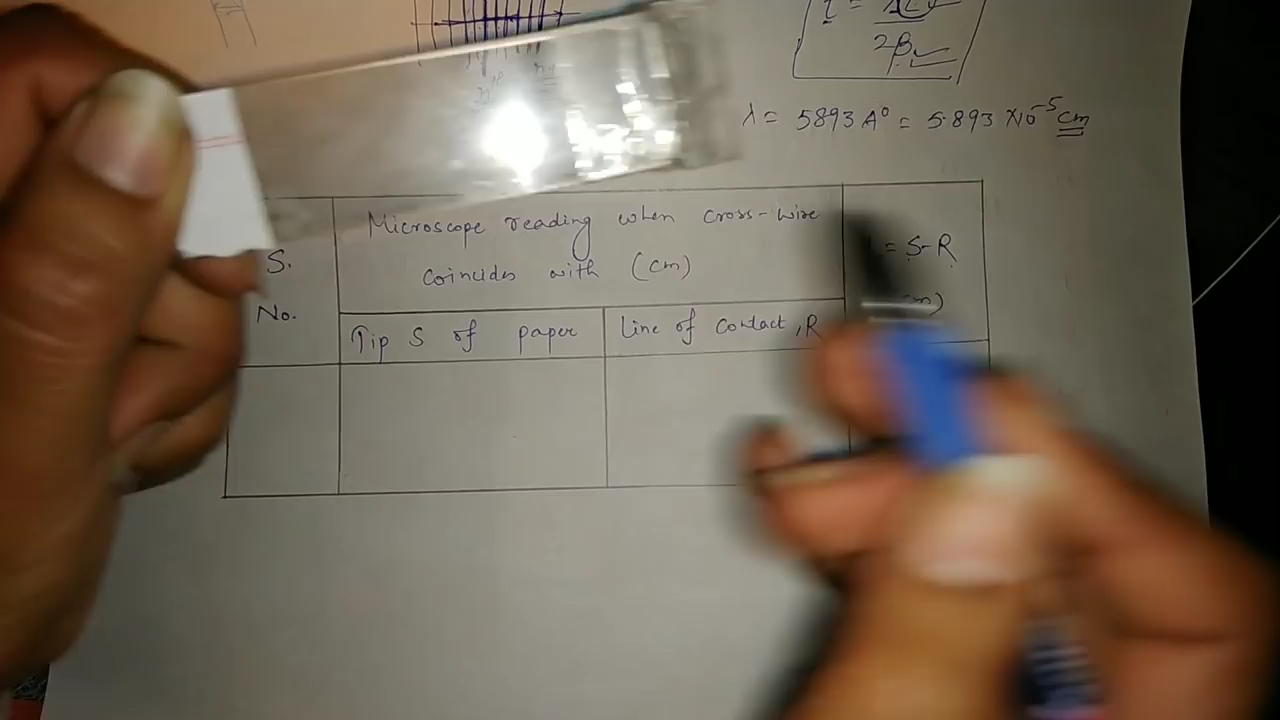 2β
λ = 5893 A° = 5.893 ×10⁻⁵ cm
S.
No.
Microscope reading when cross-wire
coincides with (cm)
= S-R
Tip S of paper
Line of contact, R